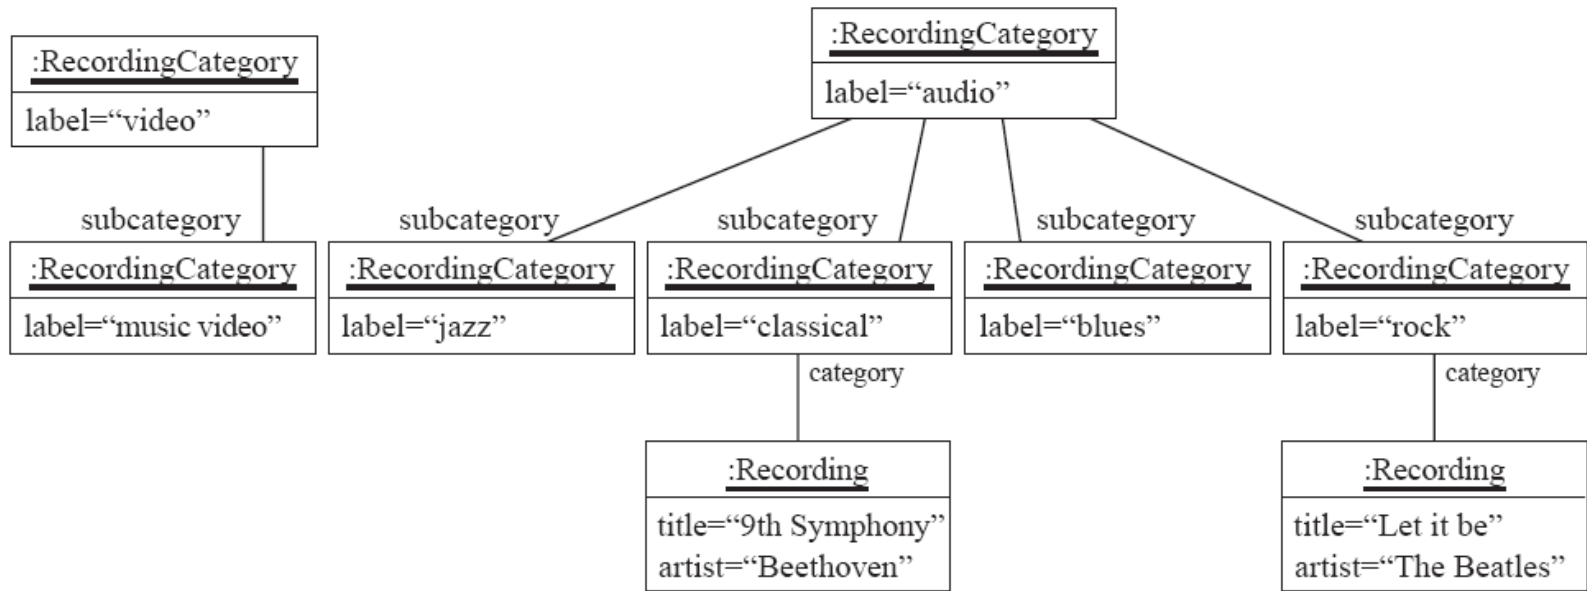 :RecordingCategory
label=“audio”
:RecordingCategory
label=“video”
subcategory
subcategory
subcategory
subcategory
subcategory
:RecordingCategory
label=“music video”
:RecordingCategory
label=“jazz”
:RecordingCategory
label=“classical”
:RecordingCategory
label=“blues”
:RecordingCategory
label=“rock”
category
category
:Recording
title=“9th Symphony”
artist=“Beethoven”
:Recording
title=“Let it be”
artist=“The Beatles”